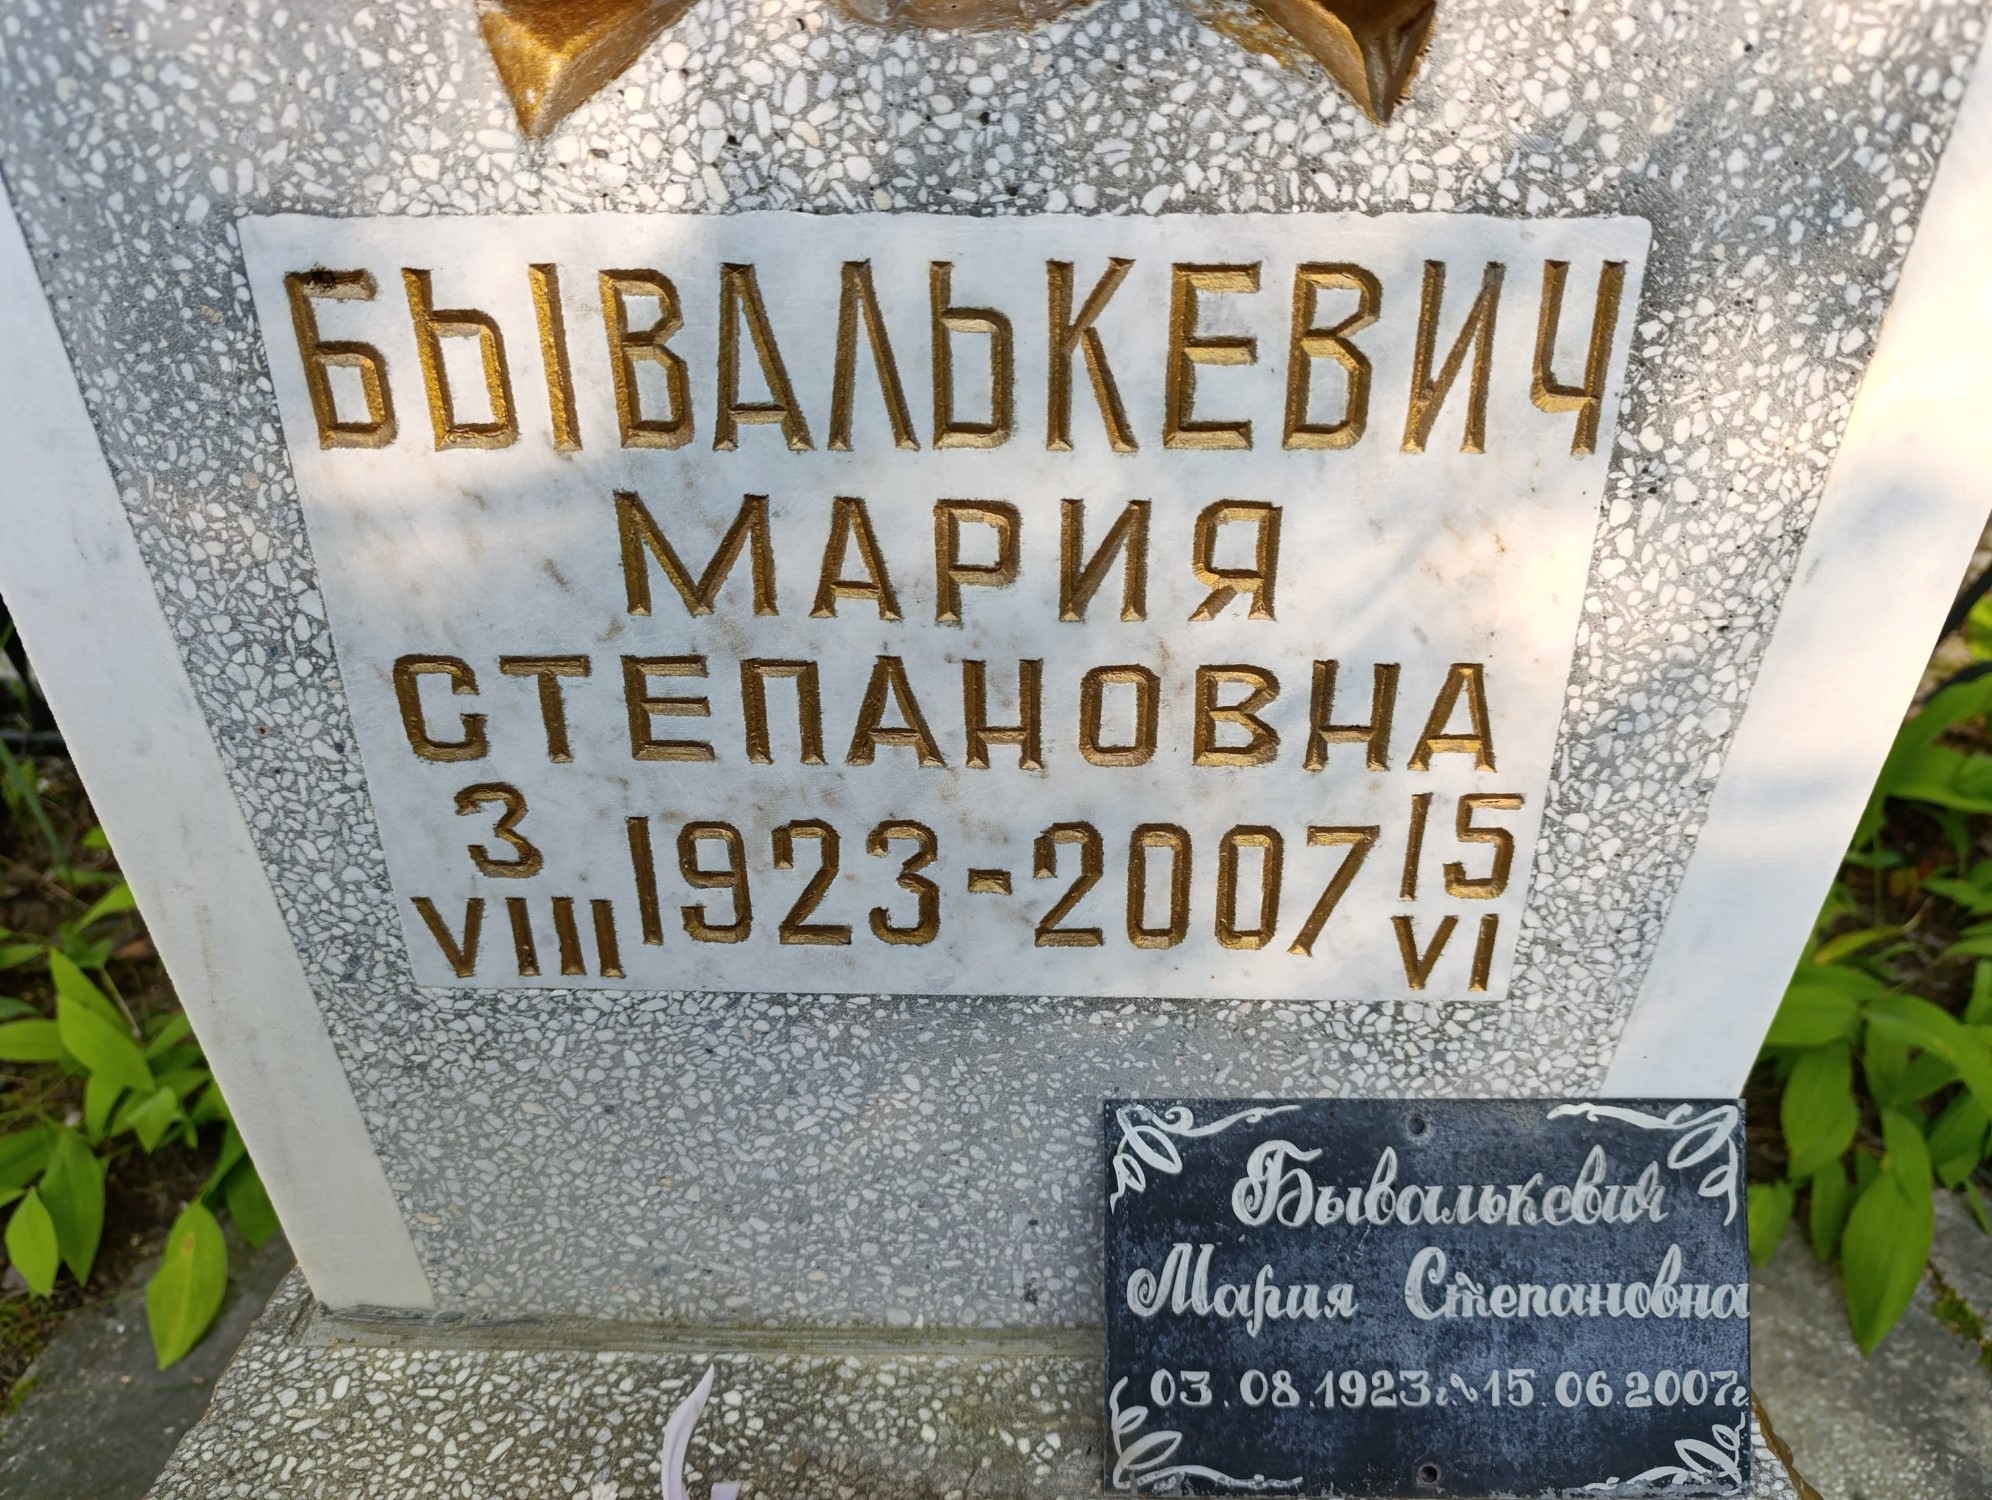 БЫВАЛЬКЕВИЧ
МАРИЯ
СТЕПАНОВНА
3 VIII 1923-2007 15 VI
Бывалькевич
Мария Степановна
03.08.1923г.~15.06.2007г.